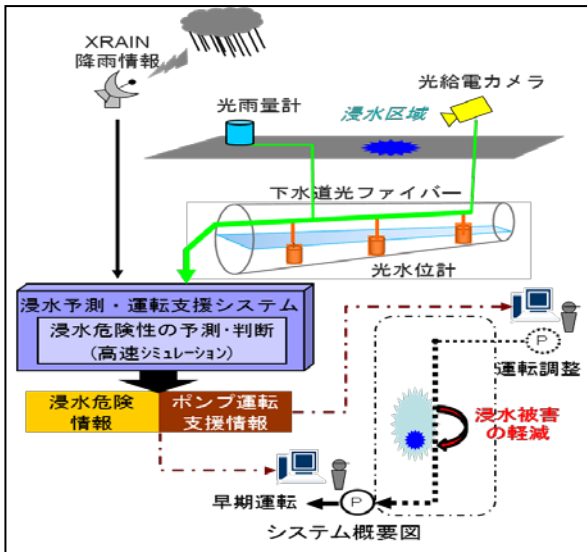 XRAIN
降雨情報
光給電カメラ
光雨量計
浸水区域
下水道光ファイバー
光水位計
浸水予測・運転支援システム
浸水危険性の予測・判断
(高速シミュレーション)
浸水危険
情報
ポンプ運転
支援情報
P
運転調整
浸水被害
の軽減
早期運転
P
システム概要図